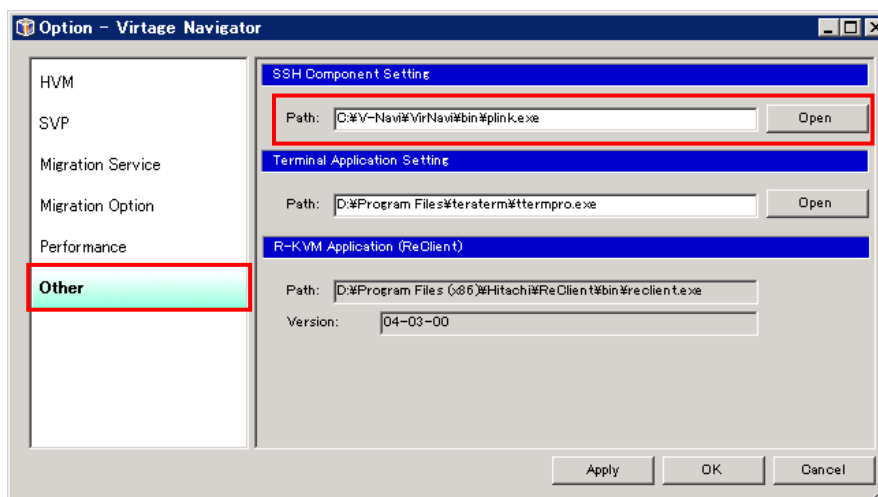 Option - Virtage Navigator
HVM
SVP
Migration Service
Migration Option
Performance
Other
SSH Component Setting
Path: C:¥V-Navi¥VirNavi¥bin¥plink.exe Open
Terminal Application Setting
Path: D:¥Program Files¥teraterm¥ttermpro.exe Open
R-KVM Application (ReClient)
Path: D:¥Program Files (x86)¥Hitachi¥ReClient¥bin¥reclient.exe
Version: 04-03-00
Apply OK Cancel